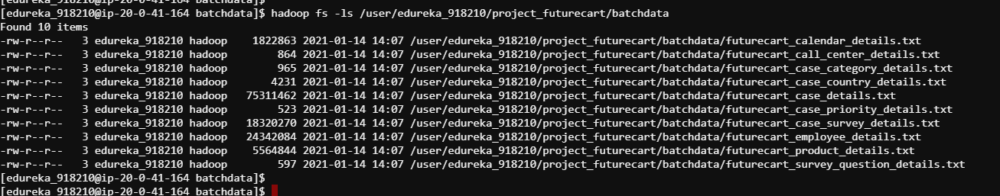 [edureka_918210@ip-20-0-41-164 batchdata]$
[edureka_918210@ip-20-0-41-164 batchdata]$ hadoop fs -ls /user/edureka_918210/project_futurecart/batchdata
Found 10 items
-rw-r--r--   3 edureka_918210 hadoop    1822863 2021-01-14 14:07 /user/edureka_918210/project_futurecart/batchdata/futurecart_calendar_details.txt
-rw-r--r--   3 edureka_918210 hadoop        864 2021-01-14 14:07 /user/edureka_918210/project_futurecart/batchdata/futurecart_call_center_details.txt
-rw-r--r--   3 edureka_918210 hadoop        965 2021-01-14 14:07 /user/edureka_918210/project_futurecart/batchdata/futurecart_case_category_details.txt
-rw-r--r--   3 edureka_918210 hadoop       4231 2021-01-14 14:07 /user/edureka_918210/project_futurecart/batchdata/futurecart_case_country_details.txt
-rw-r--r--   3 edureka_918210 hadoop   75311462 2021-01-14 14:07 /user/edureka_918210/project_futurecart/batchdata/futurecart_case_details.txt
-rw-r--r--   3 edureka_918210 hadoop        523 2021-01-14 14:07 /user/edureka_918210/project_futurecart/batchdata/futurecart_case_priority_details.txt
-rw-r--r--   3 edureka_918210 hadoop   18320270 2021-01-14 14:07 /user/edureka_918210/project_futurecart/batchdata/futurecart_case_survey_details.txt
-rw-r--r--   3 edureka_918210 hadoop   24342084 2021-01-14 14:07 /user/edureka_918210/project_futurecart/batchdata/futurecart_employee_details.txt
-rw-r--r--   3 edureka_918210 hadoop    5564844 2021-01-14 14:07 /user/edureka_918210/project_futurecart/batchdata/futurecart_product_details.txt
-rw-r--r--   3 edureka_918210 hadoop        597 2021-01-14 14:07 /user/edureka_918210/project_futurecart/batchdata/futurecart_survey_question_details.txt
[edureka_918210@ip-20-0-41-164 batchdata]$
[edureka_918210@ip-20-0-41-164 batchdata]$